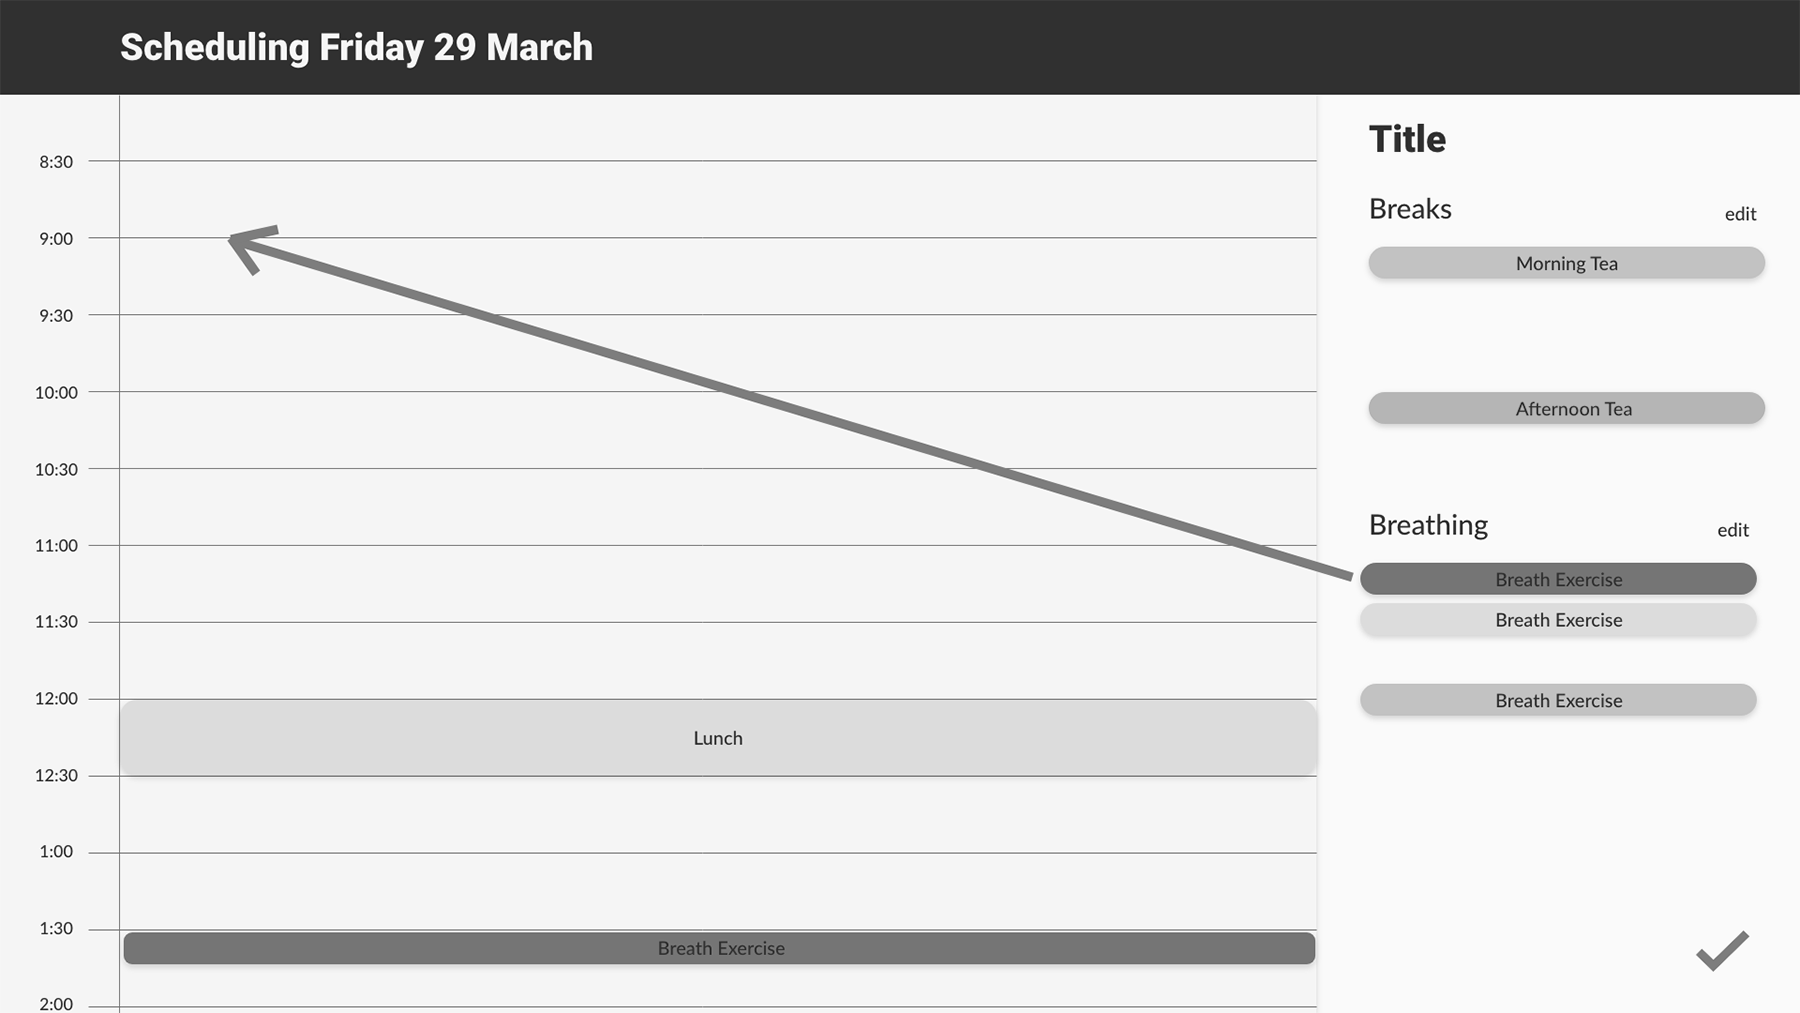 Scheduling Friday 29 March
8:30
9:00
9:30
10:00
10:30
11:00
11:30
12:00
Lunch
12:30
1:00
1:30
Breath Exercise
2:00
Title
Breaks
edit
Morning Tea
Afternoon Tea
Breathing
edit
Breath Exercise
Breath Exercise
Breath Exercise